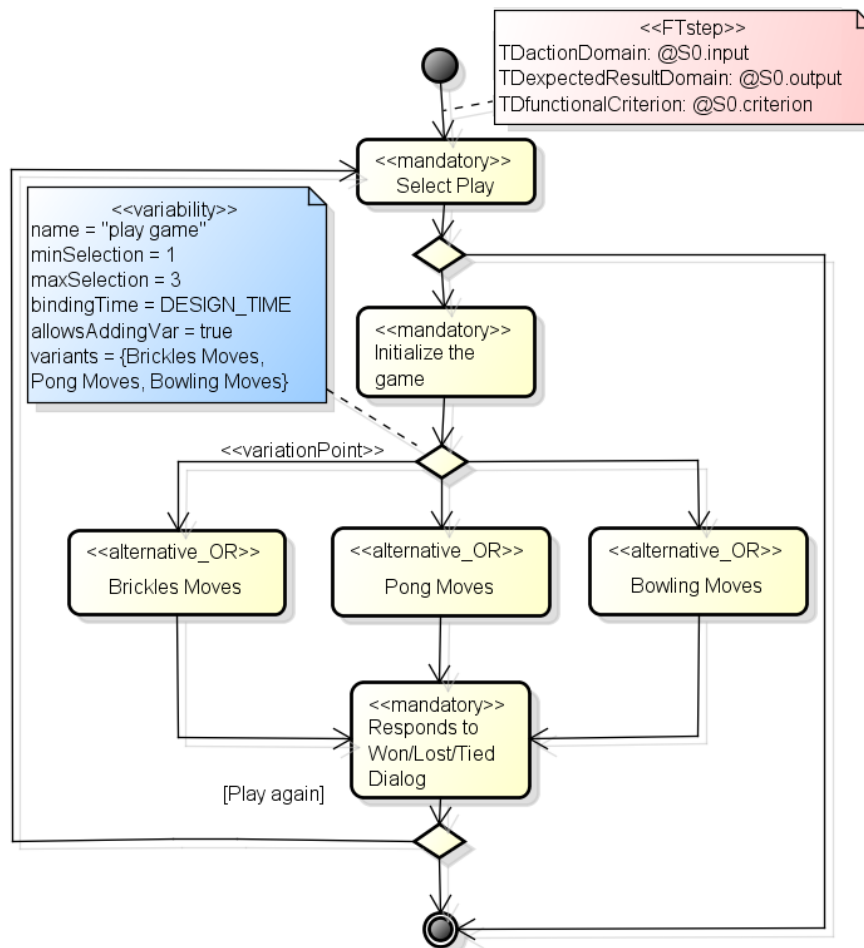 <<FTstep>>
TDactionDomain: @S0.input
TDexpectedResultDomain: @S0.output
TDfunctionalCriterion: @S0.criterion
<<mandatory>>
Select Play
<<variability>>
name = "play game"
minSelection = 1
maxSelection = 3
bindingTime = DESIGN_TIME
allowsAddingVar = true
variants = {Brickles Moves,
Pong Moves, Bowling Moves}
<<mandatory>>
Initialize the
game
<<variationPoint>>
<<alternative_OR>>
Brickles Moves
<<alternative_OR>>
Pong Moves
<<alternative_OR>>
Bowling Moves
<<mandatory>>
Responds to
Won/Lost/Tied
Dialog
[Play again]